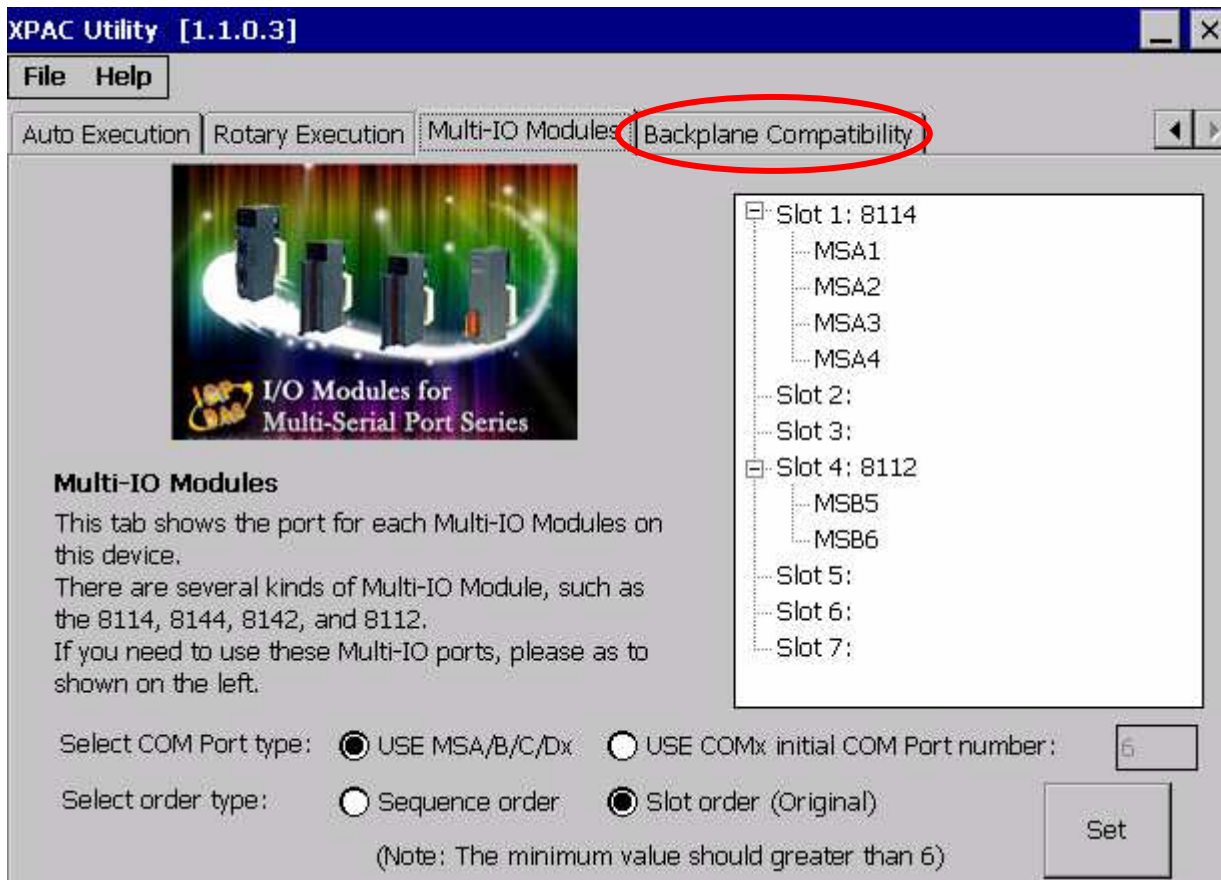 XPAC Utility [1.1.0.3]
File Help
Auto Execution Rotary Execution Multi-IO Modules Backplane Compatibility
ICP DAS
I/O Modules for
Multi-Serial Port Series
Multi-IO Modules
This tab shows the port for each Multi-IO Modules on
this device.
There are several kinds of Multi-IO Module, such as
the 8114, 8144, 8142, and 8112.
If you need to use these Multi-IO ports, please as to
shown on the left.
Slot 1: 8114
MSA1
MSA2
MSA3
MSA4
Slot 2:
Slot 3:
Slot 4: 8112
MSB5
MSB6
Slot 5:
Slot 6:
Slot 7:
Select COM Port type: USE MSA/B/C/Dx USE COMx initial COM Port number: 6
Select order type: Sequence order Slot order (Original)
(Note: The minimum value should greater than 6)
Set